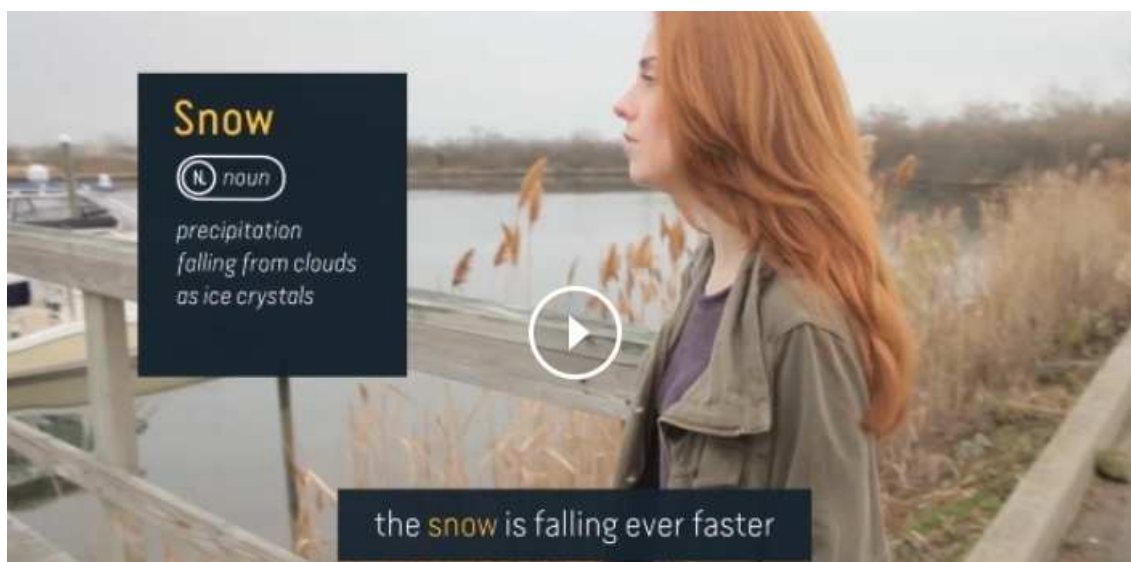 Snow
N. noun
precipitation
falling from clouds
as ice crystals
the snow is falling ever faster